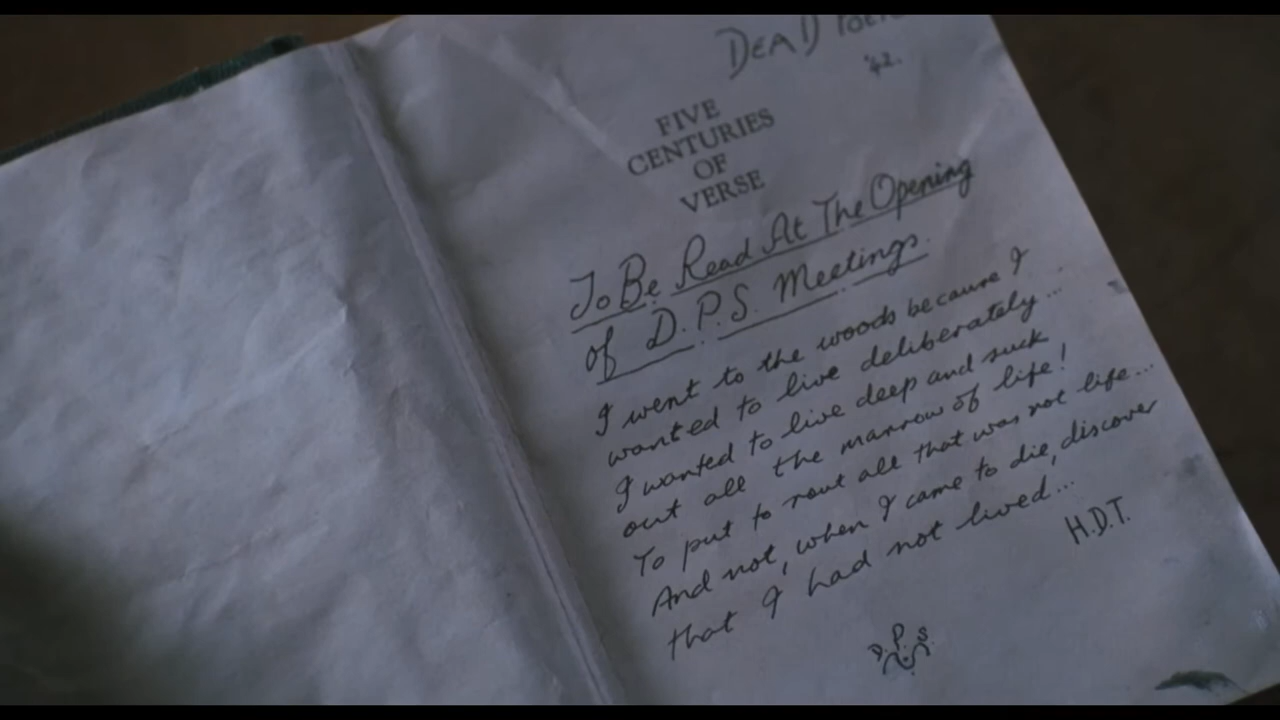 DEAD Poets
'42.
FIVE
CENTURIES
OF
VERSE
To Be Read At The Opening
of D.P.S. Meetings.
I went to the woods because I
wanted to live deliberately...
I wanted to live deep and suck
out all the marrow of life!
To put to rout all that was not life...
And not, when I came to die, discover
that I had not lived...
H.D.T.
D.P.S.